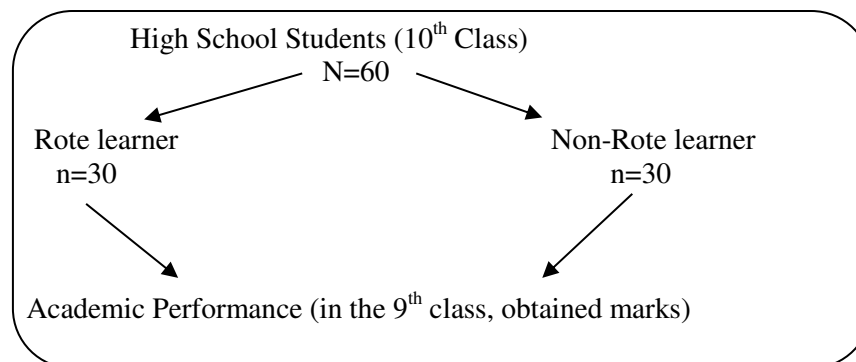 High School Students (10th Class)
N=60
Rote learner
n=30
Non-Rote learner
n=30
Academic Performance (in the 9th class, obtained marks)